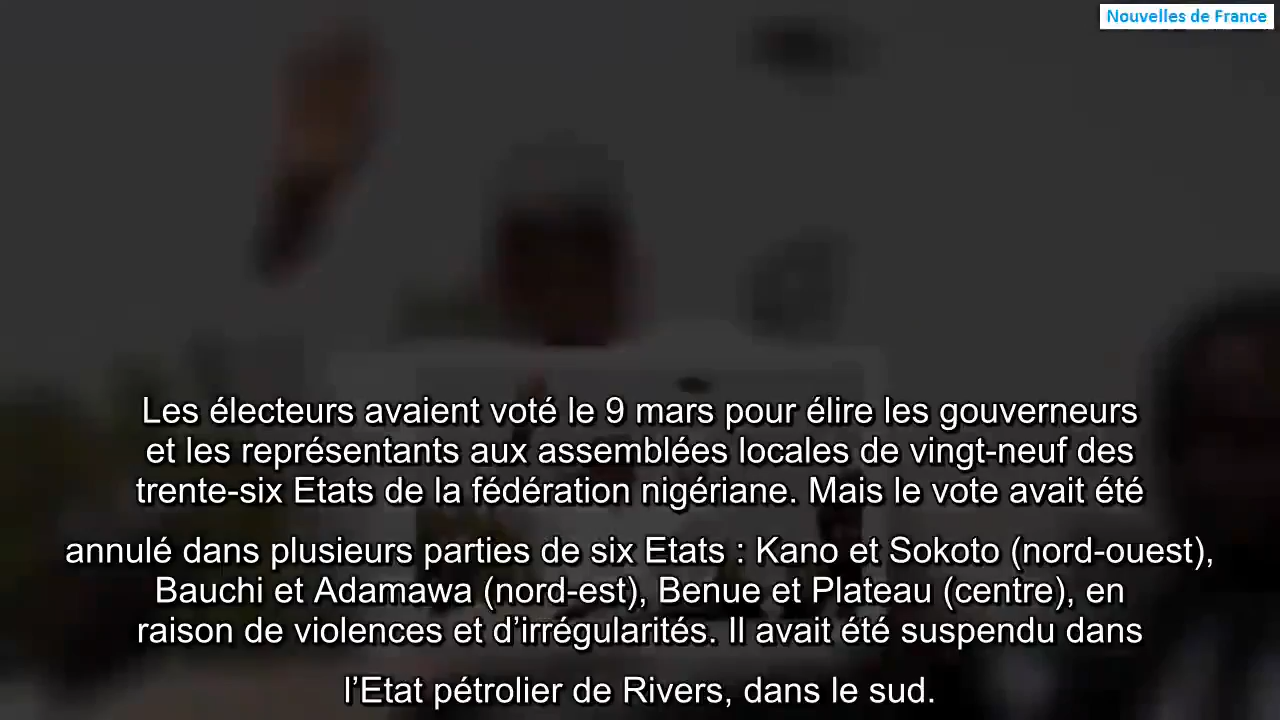 Nouvelles de France
Les électeurs avaient voté le 9 mars pour élire les gouverneurs
et les représentants aux assemblées locales de vingt-neuf des
trente-six Etats de la fédération nigériane. Mais le vote avait été
annulé dans plusieurs parties de six Etats : Kano et Sokoto (nord-ouest),
Bauchi et Adamawa (nord-est), Benue et Plateau (centre), en
raison de violences et d’irrégularités. Il avait été suspendu dans
l’Etat pétrolier de Rivers, dans le sud.